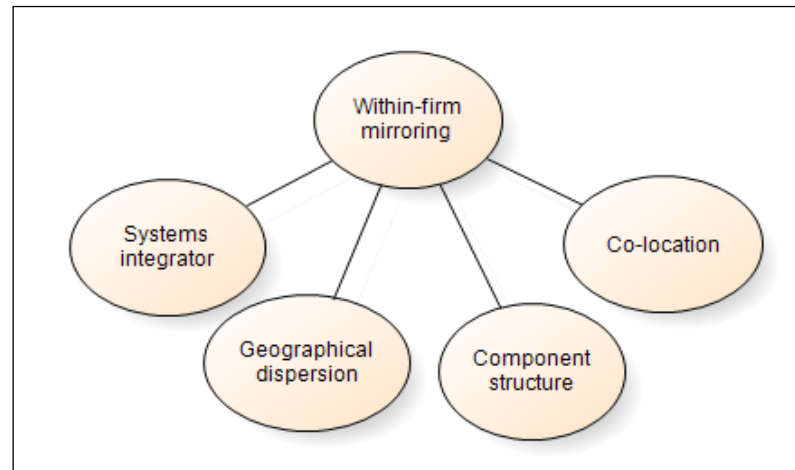 Within-firm
mirroring
Systems
integrator
Co-location
Geographical
dispersion
Component
structure